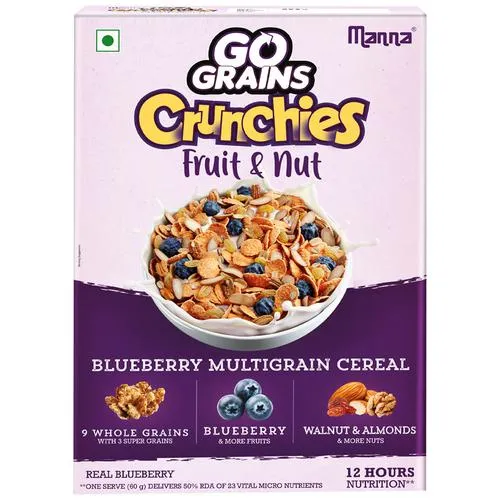 manna®
GO
GRAINS
Crunchies
Fruit & Nut
BLUEBERRY MULTIGRAIN CEREAL
9 WHOLE GRAINS
WITH 3 SUPER GRAINS
BLUEBERRY
& MORE FRUITS
WALNUT & ALMONDS
& MORE NUTS
REAL BLUEBERRY
12 HOURS
NUTRITION**
**ONE SERVE (60 g) DELIVERS 50% RDA OF 23 VITAL MICRO NUTRIENTS